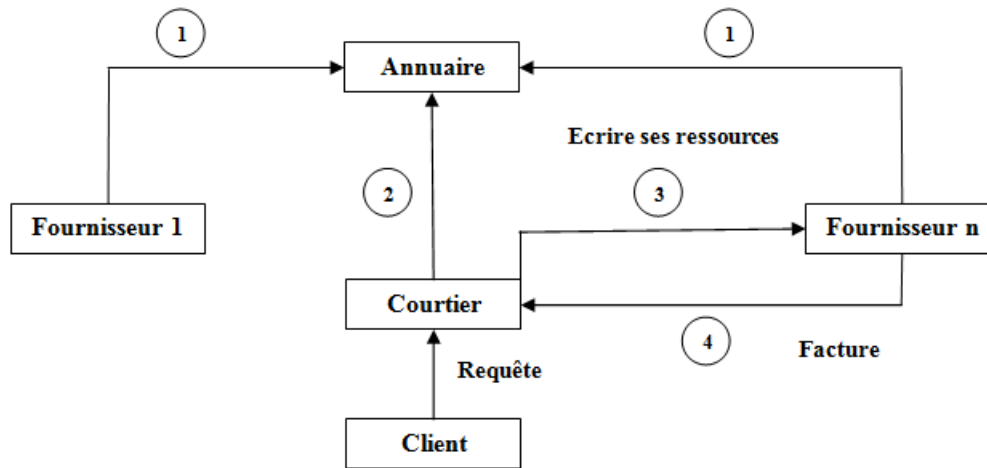 1
1
Annuaire
Ecrire ses ressources
2
3
Fournisseur 1
Fournisseur n
Courtier
4
Facture
Requête
Client